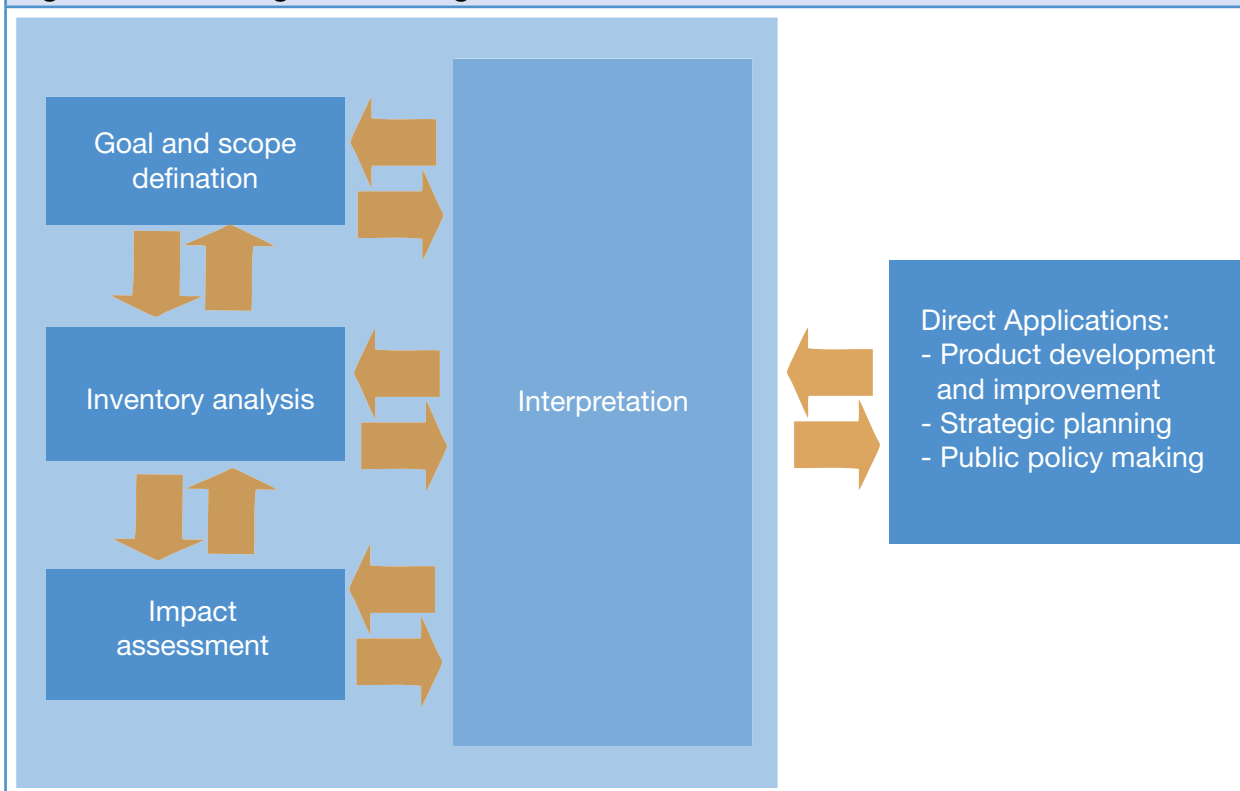 Goal and scope
defination
Inventory analysis
Impact
assessment
Interpretation
Direct Applications:
- Product development
and improvement
- Strategic planning
- Public policy making